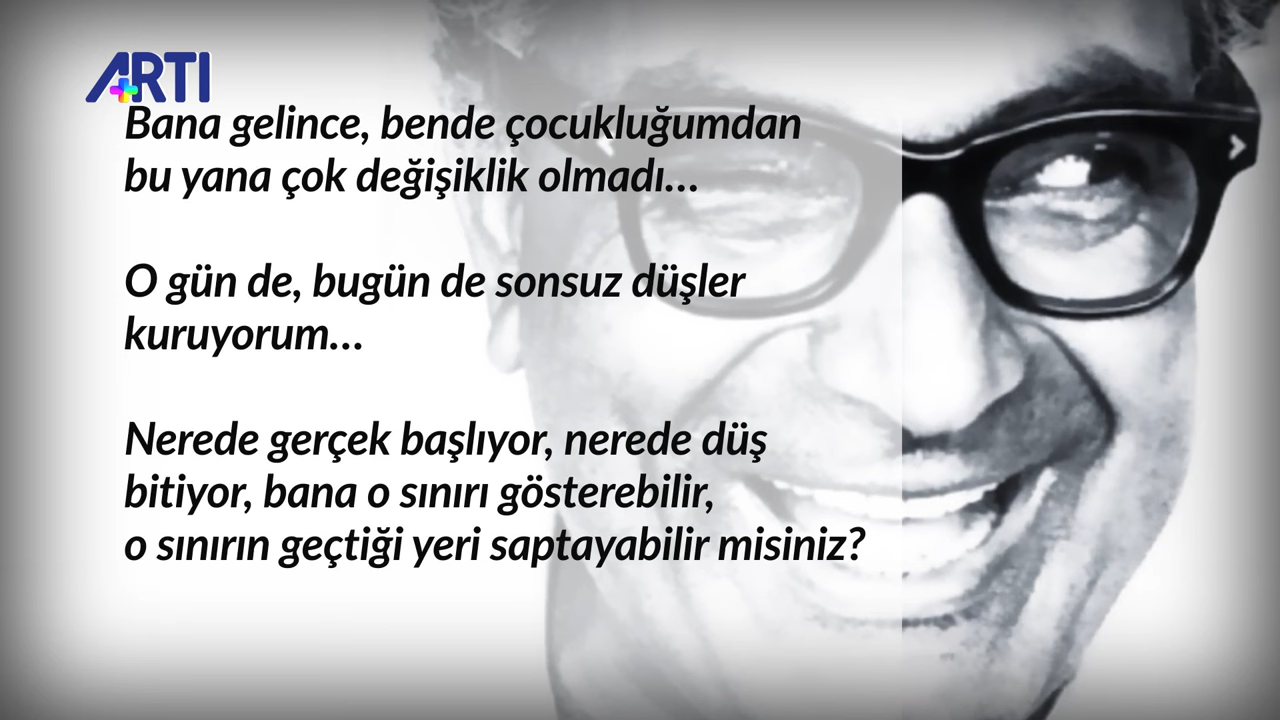 ARTI
Bana gelince, bende çocukluğumdan
bu yana çok değişiklik olmadı...
O gün de, bugün de sonsuz düşler
kuruyorum...
Nerede gerçek başlıyor, nerede düş
bitiyor, bana o sınırı gösterebilir,
o sınırın geçtiği yeri saptayabilir misiniz?